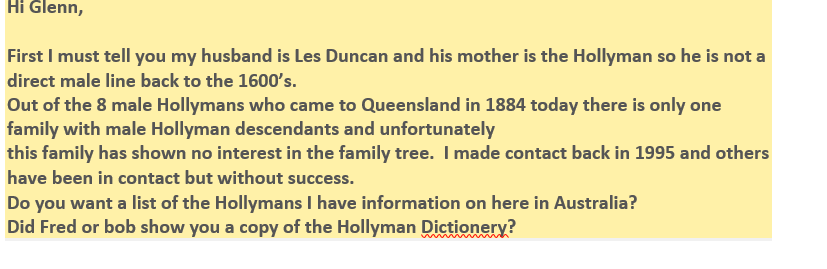 Hi Glenn,
First I must tell you my husband is Les Duncan and his mother is the Hollyman so he is not a
direct male line back to the 1600’s.
Out of the 8 male Hollymans who came to Queensland in 1884 today there is only one
family with male Hollyman descendants and unfortunately
this family has shown no interest in the family tree.  I made contact back in 1995 and others
have been in contact but without success.
Do you want a list of the Hollymans I have information on here in Australia?
Did Fred or bob show you a copy of the Hollyman Dictionery?